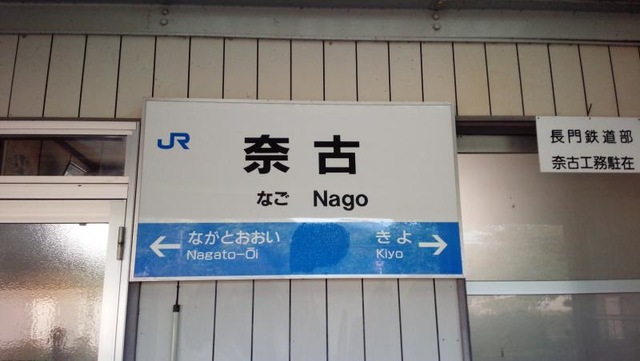 JR
奈古
なご Nago
← ながとおおい きよ →
Nagato-Ōi Kiyo
長門鉄道部
奈古工務駐在